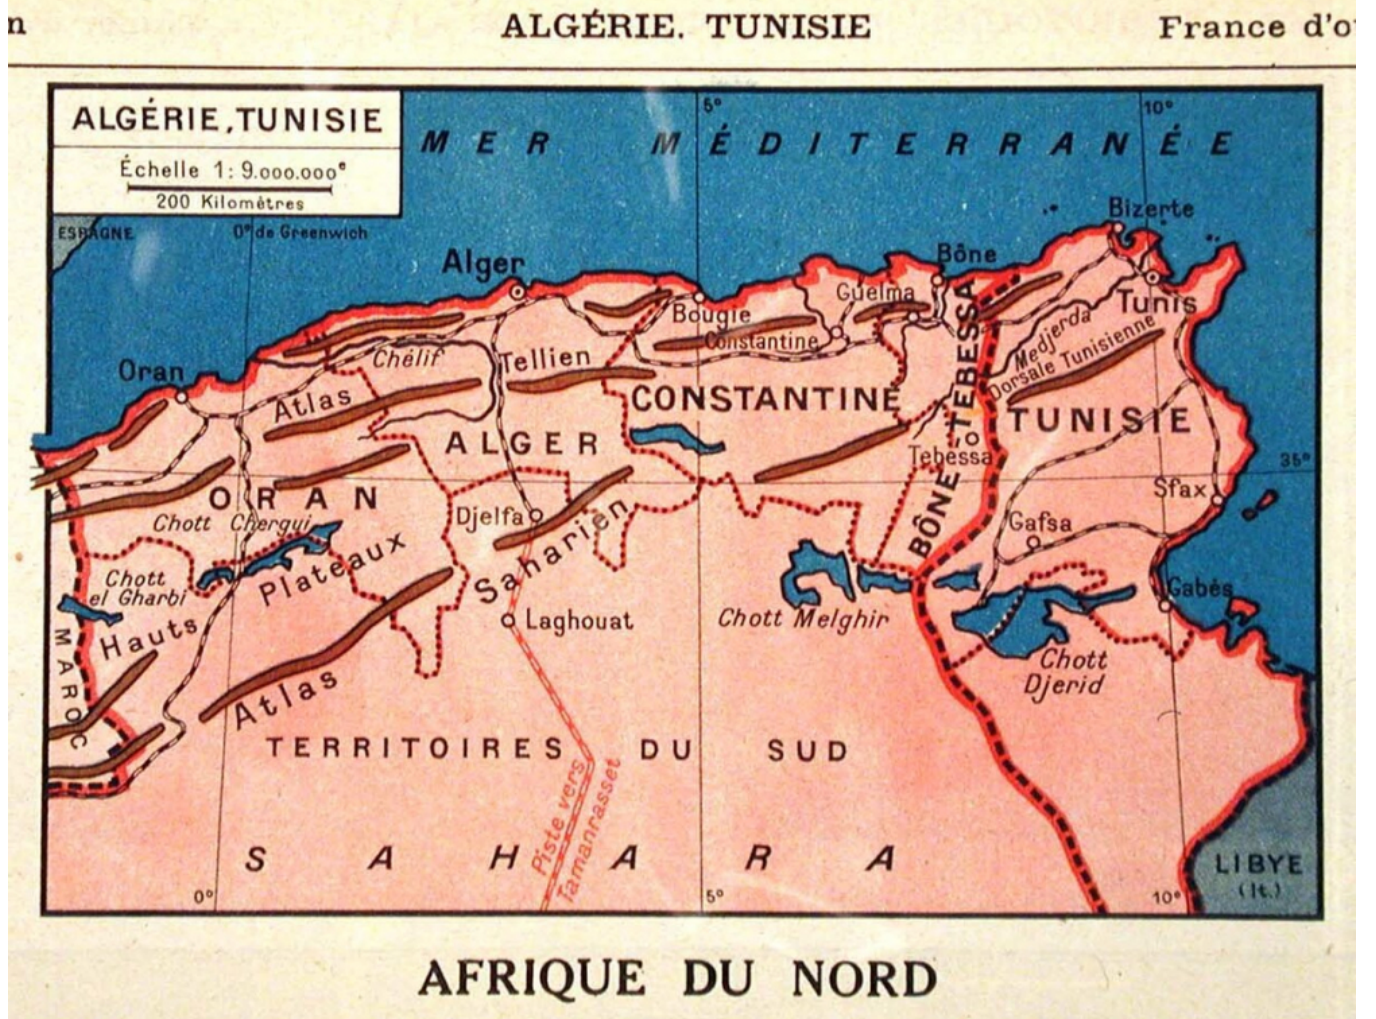 n
ALGÉRIE. TUNISIE
France d'o
ALGÉRIE, TUNISIE
Échelle 1: 9.000.000e
200 Kilomètres
MER MÉDITERRANÉE
5°
10°
ESPAGNE
0° de Greenwich
Bizerte
Alger
Bône
Guelma
Tunis
Bougie
Constantine
Medjerda
Chélif
Tellien
Dorsale Tunisienne
Oran
Atlas
CONSTANTINE
TEBESSA
TUNISIE
ALGER
Tebéssa
35°
ORAN
Sfax
Chott Chergui
Djelfa
Saharien
BÔNE
Gafsa
Plateaux
Chott
el Gharbi
Gabès
Hauts
Laghouat
Chott Melghir
MAROC
Chott
Djerid
Atlas
TERRITOIRES DU SUD
Piste vers
Tamanrasset
SAHARA
LIBYE
(It.)
0°
5°
10°
AFRIQUE DU NORD